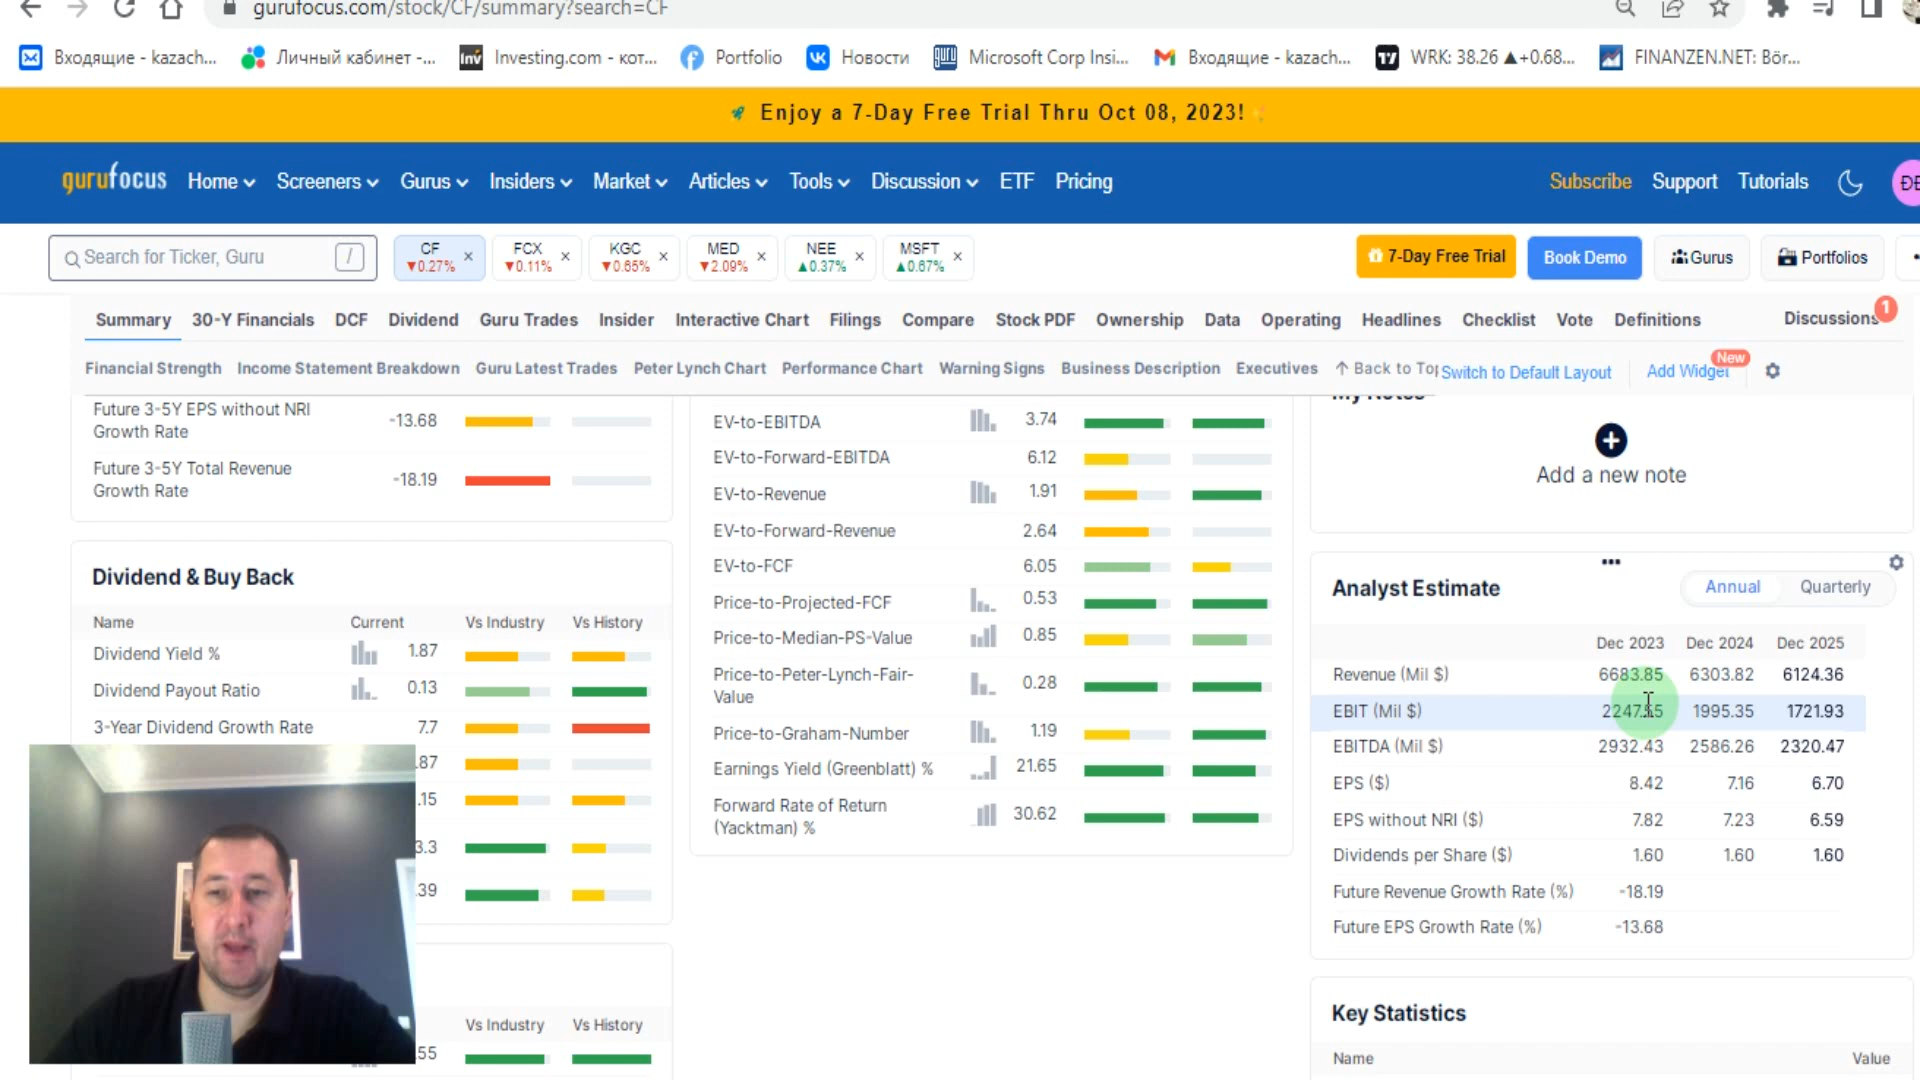 gurufocus.com/stock/CF/summary?search=CF
Входящие - kazach...
Личный кабинет -...
Inv Investing.com - кот...
Portfolio
Новости
guru Microsoft Corp Insi...
Входящие - kazach...
WRK: 38.26 ▲+0.68...
FINANZEN.NET: Bör...
Enjoy a 7-Day Free Trial Thru Oct 08, 2023!
gurufocus Home Screeners Gurus Insiders Market Articles Tools Discussion ETF Pricing Subscribe Support Tutorials
Search for Ticker, Guru /
CF × ▼0.27%
FCX × ▼0.11%
KGC × ▼0.65%
MED × ▼2.09%
NEE × ▲0.37%
MSFT × ▲0.67%
7-Day Free Trial Book Demo Gurus Portfolios
Summary 30-Y Financials DCF Dividend Guru Trades Insider Interactive Chart Filings Compare Stock PDF Ownership Data Operating Headlines Checklist Vote Definitions Discussions 1
Financial Strength Income Statement Breakdown Guru Latest Trades Peter Lynch Chart Performance Chart Warning Signs Business Description Executives ↑ Back to Top Switch to Default Layout Add Widget New
Future 3-5Y EPS without NRI
Growth Rate -13.68
Future 3-5Y Total Revenue
Growth Rate -18.19
Dividend & Buy Back
Name Current Vs Industry Vs History
Dividend Yield % 1.87
Dividend Payout Ratio 0.13
3-Year Dividend Growth Rate 7.7
.87
.15
3.3
.39
Vs Industry Vs History
.55
EV-to-EBITDA 3.74
EV-to-Forward-EBITDA 6.12
EV-to-Revenue 1.91
EV-to-Forward-Revenue 2.64
EV-to-FCF 6.05
Price-to-Projected-FCF 0.53
Price-to-Median-PS-Value 0.85
Price-to-Peter-Lynch-Fair-
Value 0.28
Price-to-Graham-Number 1.19
Earnings Yield (Greenblatt) % 21.65
Forward Rate of Return
(Yacktman) % 30.62
My Notes
Add a new note
Analyst Estimate Annual Quarterly
Dec 2023 Dec 2024 Dec 2025
Revenue (Mil $) 6683.85 6303.82 6124.36
EBIT (Mil $) 1995.35 1721.93
EBITDA (Mil $) 2932.43 2586.26 2320.47
EPS ($) 8.42 7.16 6.70
EPS without NRI ($) 7.82 7.23 6.59
Dividends per Share ($) 1.60 1.60 1.60
Future Revenue Growth Rate (%) -18.19
Future EPS Growth Rate (%) -13.68
Key Statistics
Name Value